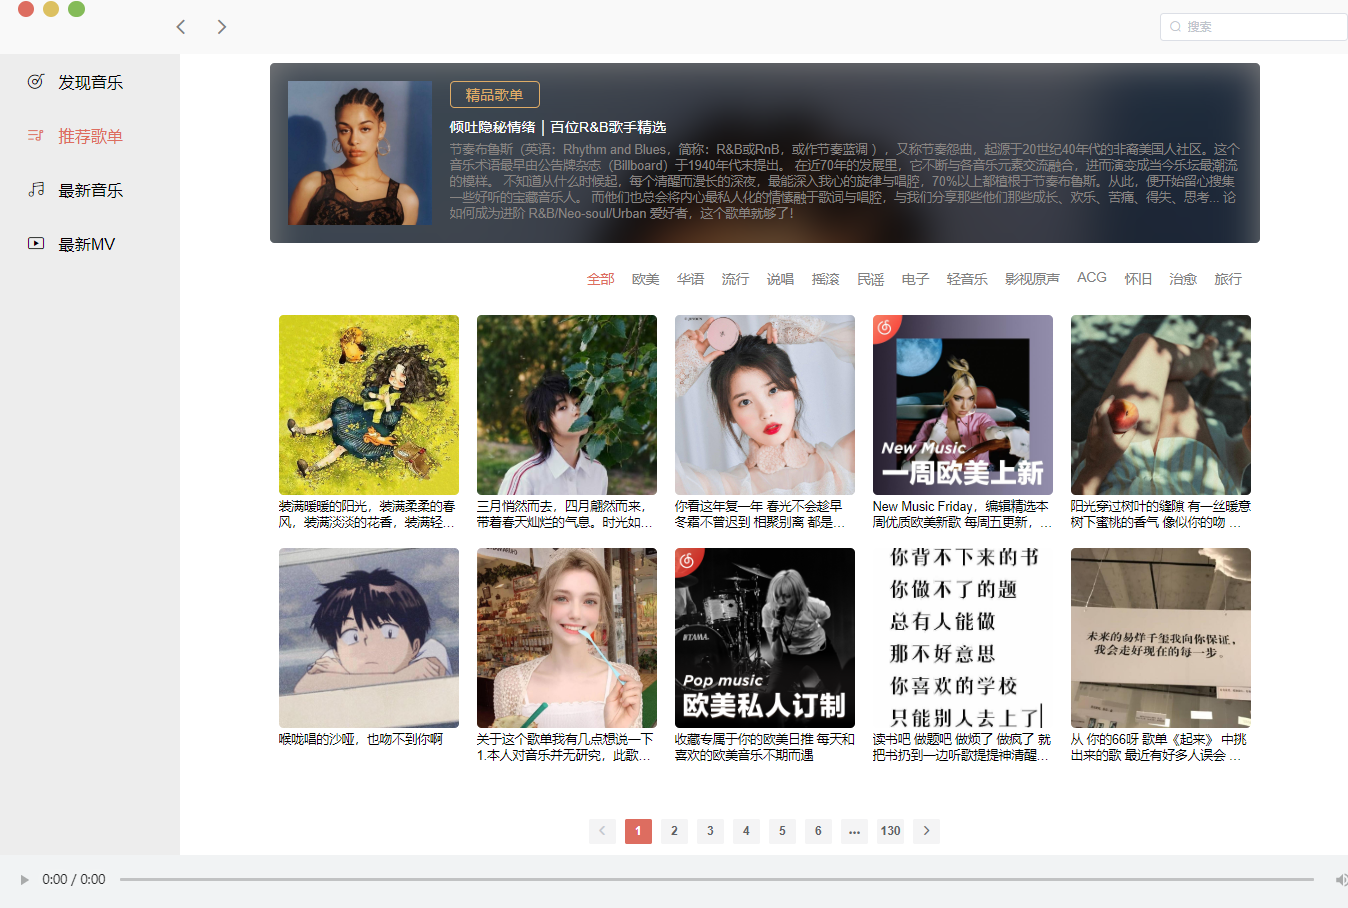 搜索
发现音乐
推荐歌单
最新音乐
最新MV
精品歌单
倾吐隐秘情绪 | 百位R&B歌手精选
节奏布鲁斯（英语：Rhythm and Blues，简称：R&B或RnB，或作节奏蓝调 ），又称节奏怨曲，起源于20世纪40年代的非裔美国人社区。这个
音乐术语最早由公告牌杂志（Billboard）于1940年代末提出。 在近70年的发展里，它不断与各音乐元素交流融合，进而演变成当今乐坛最潮流
的模样。 不知道从什么时候起，每个清醒而漫长的深夜，最能深入我心的旋律与唱腔，70%以上都植根于节奏布鲁斯。从此，便开始留心搜集
一些好听的宝藏音乐人。 而他们也总会将内心最私人化的情愫融于歌词与唱腔，与我们分享那些他们那些成长、欢乐、苦痛、得失、思考... 论
如何成为进阶 R&B/Neo-soul/Urban 爱好者，这个歌单就够了！
全部 欧美 华语 流行 说唱 摇滚 民谣 电子 轻音乐 影视原声 ACG 怀旧 治愈 旅行
New Music
一周欧美上新
装满暖暖的阳光，装满柔柔的春
风，装满淡淡的花香，装满轻...
三月悄然而去，四月翩然而来，
带着春天灿烂的气息。时光如...
你看这年复一年 春光不会趁早
冬霜不曾迟到 相聚别离 都是...
New Music Friday，编辑精选本
周优质欧美新歌 每周五更新，...
阳光穿过树叶的缝隙 有一丝暖意
树下蜜桃的香气 像似你的吻 ...
TAMA
Pop music
欧美私人订制
你背不下来的书
你做不了的题
总有人能做
那不好意思
你喜欢的学校
只能别人去上了
未来的易烊千玺我向你保证，
我会走好现在的每一步。
喉咙唱的沙哑，也吻不到你啊
关于这个歌单我有几点想说一下
1.本人对音乐并无研究，此歌...
收藏专属于你的欧美日推 每天和
喜欢的欧美音乐不期而遇
读书吧 做题吧 做烦了 做疯了 就
把书扔到一边听歌提提神清醒...
从 你的66呀 歌单《起来》 中挑
出来的歌 最近有好多人误会 ...
1 2 3 4 5 6 ... 130
0:00 / 0:00